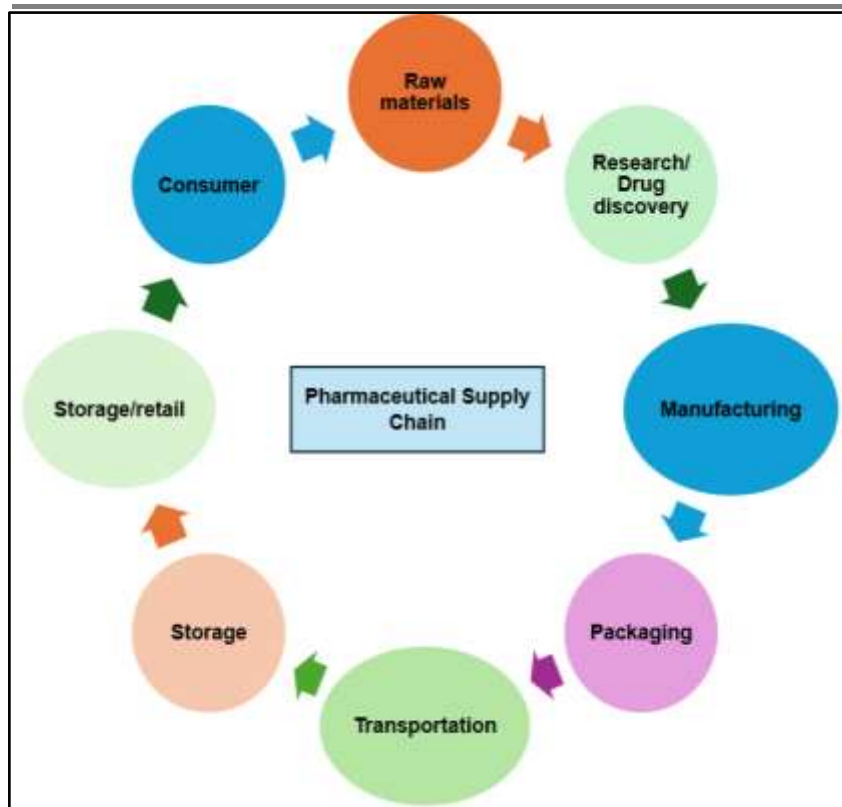 Raw
materials
Research/
Drug
discovery
Manufacturing
Packaging
Transportation
Storage
Storage/retail
Consumer
Pharmaceutical Supply
Chain